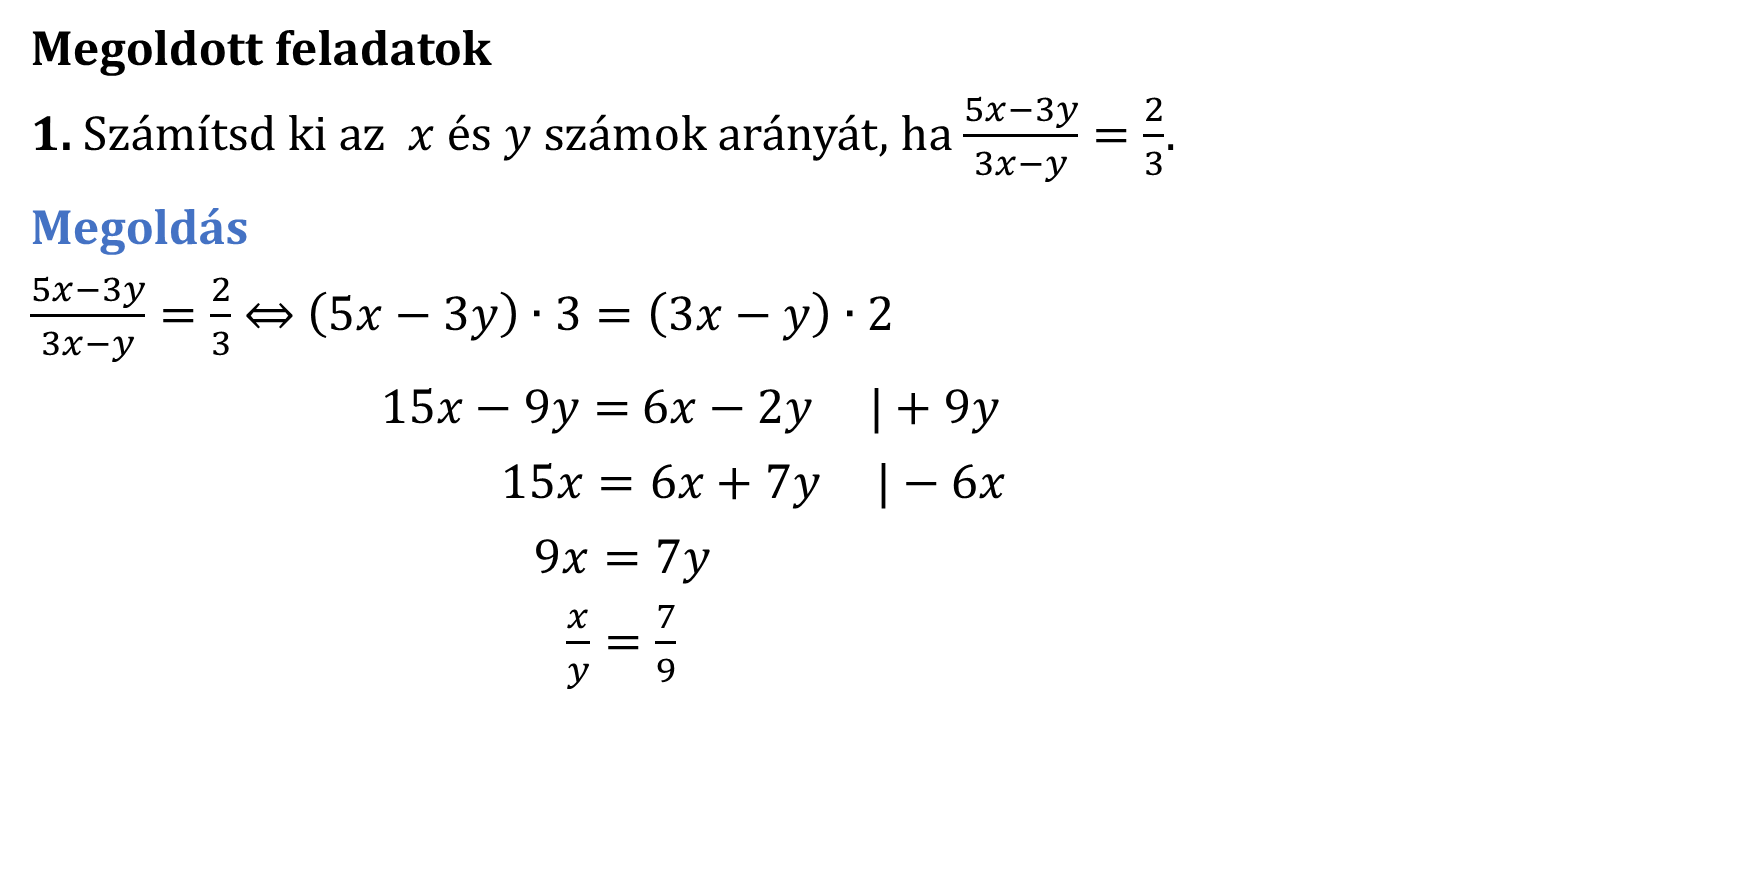 Megoldott feladatok
1. Számítsd ki az x és y számok arányát, ha (5x−3y)/(3x−y) = 2/3.
Megoldás
(5x−3y)/(3x−y) = 2/3 ⇔ (5x − 3y) · 3 = (3x − y) · 2
15x − 9y = 6x − 2y | + 9y
15x = 6x + 7y | − 6x
9x = 7y
x/y = 7/9